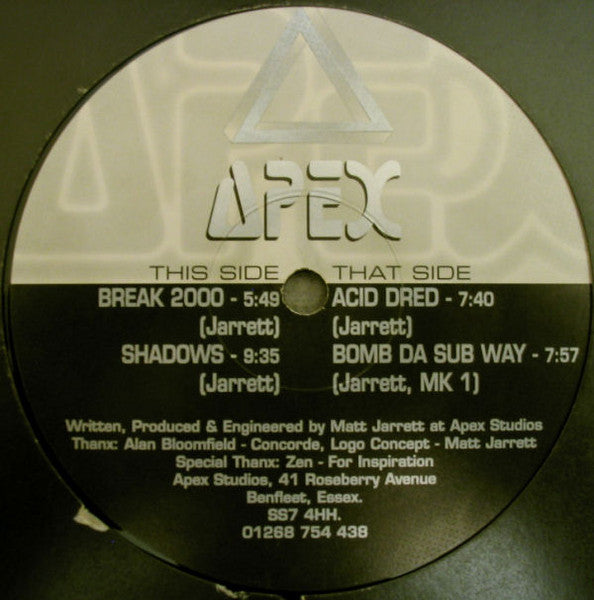 APEX
THIS SIDE
BREAK 2000 - 5:49
(Jarrett)
SHADOWS - 9:35
(Jarrett)
THAT SIDE
ACID DRED - 7:40
(Jarrett)
BOMB DA SUB WAY - 7:57
(Jarrett, MK 1)
Written, Produced & Engineered by Matt Jarrett at Apex Studios
Thanx: Alan Bloomfield - Concorde, Logo Concept - Matt Jarrett
Special Thanx: Zen - For Inspiration
Apex Studios, 41 Roseberry Avenue
Benfleet, Essex.
SS7 4HH.
01268 754 438